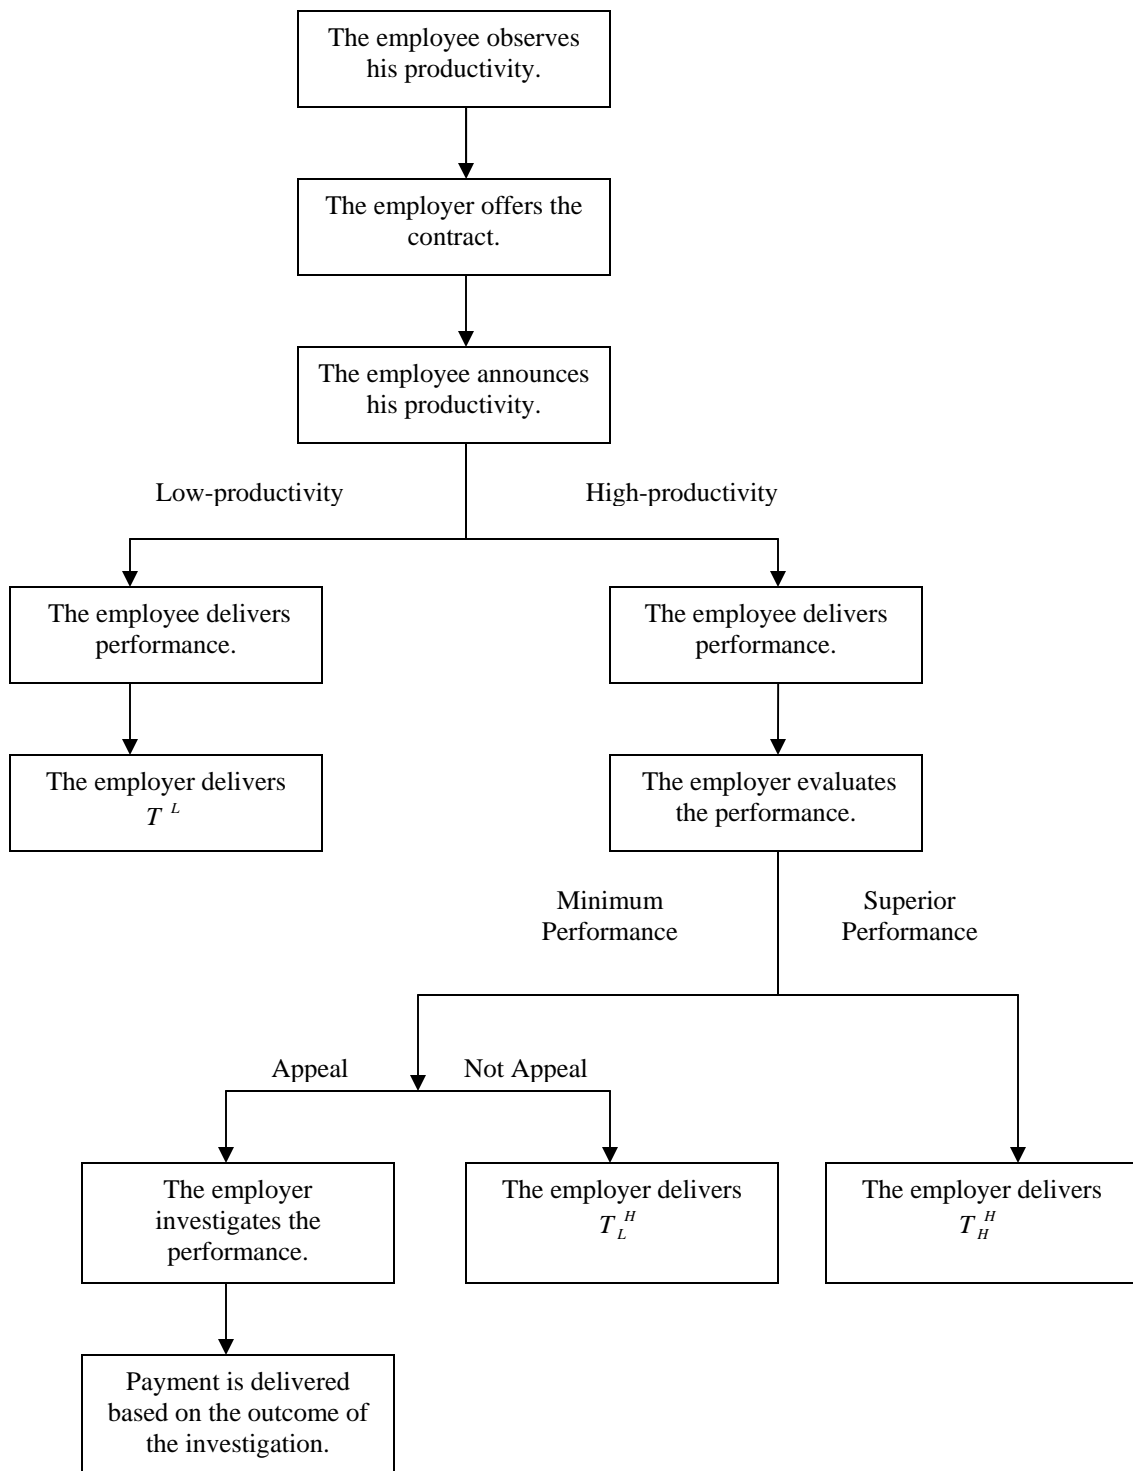 The employee observes
his productivity.
The employer offers the
contract.
The employee announces
his productivity.
Low-productivity
High-productivity
The employee delivers
performance.
The employee delivers
performance.
The employer delivers
T^L
The employer evaluates
the performance.
Minimum
Performance
Superior
Performance
Appeal
Not Appeal
The employer
investigates the
performance.
The employer delivers
T_L^H
The employer delivers
T_H^H
Payment is delivered
based on the outcome of
the investigation.